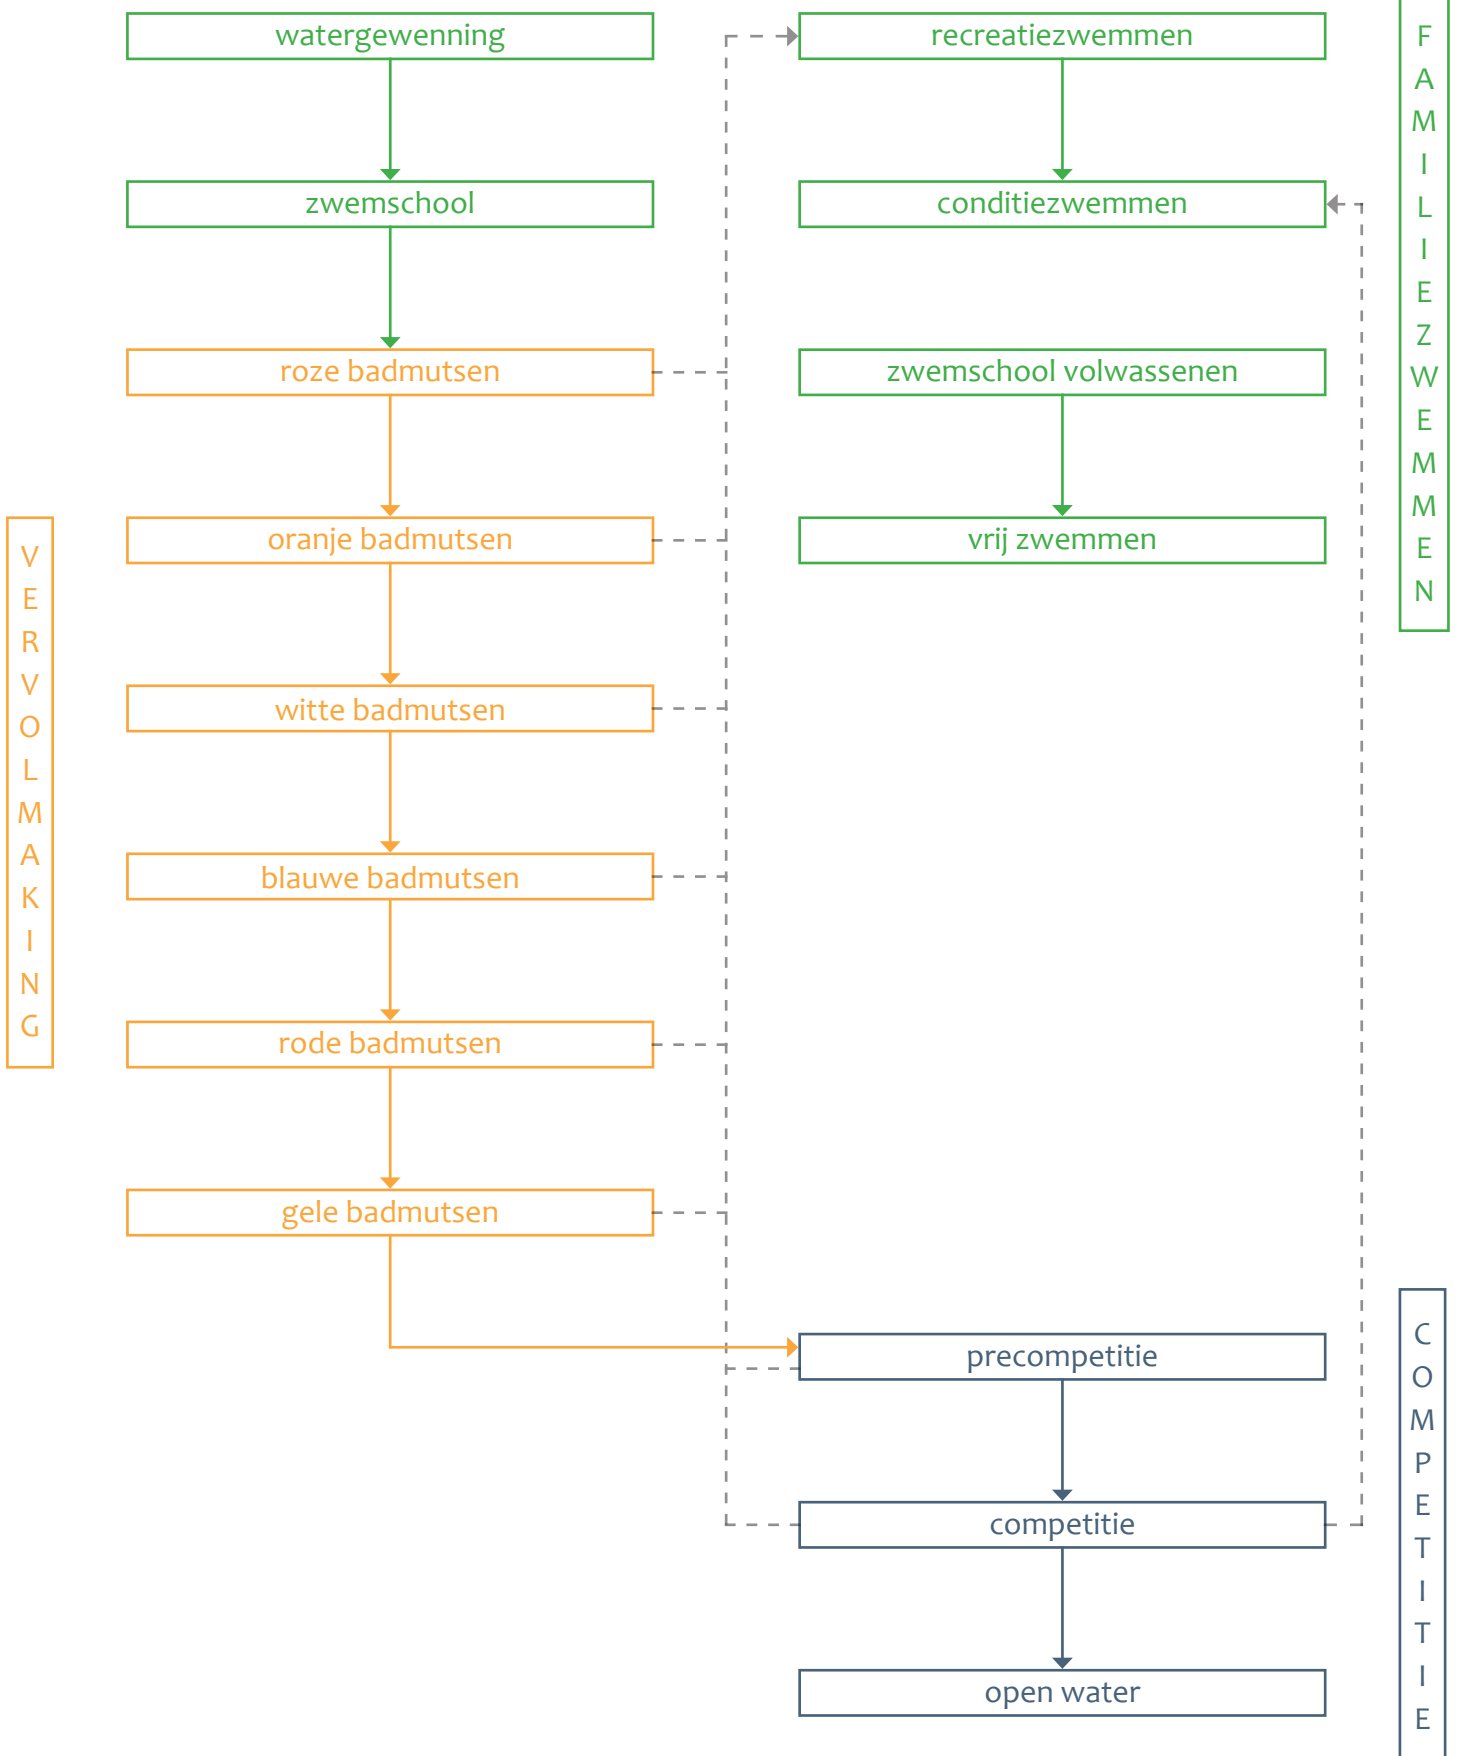 watergewenning
zwemschool
roze badmutsen
oranje badmutsen
witte badmutsen
blauwe badmutsen
rode badmutsen
gele badmutsen
VERVOLMAKING
recreatiezwemmen
conditiezwemmen
zwemschool volwassenen
vrij zwemmen
FAMILIEZWEMMEN
precompetitie
competitie
open water
COMPETITIE